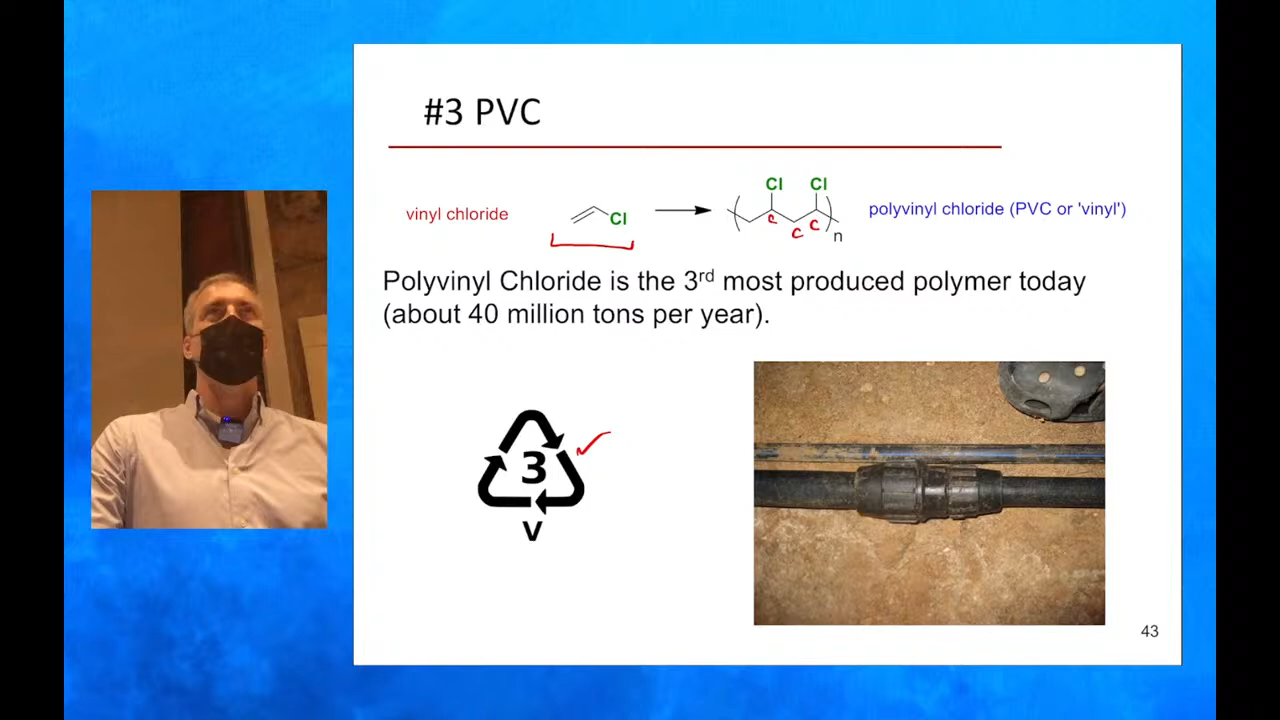 #3 PVC
Cl Cl
vinyl chloride Cl polyvinyl chloride (PVC or 'vinyl')
c c c
n
Polyvinyl Chloride is the 3rd most produced polymer today
(about 40 million tons per year).
3
V
43